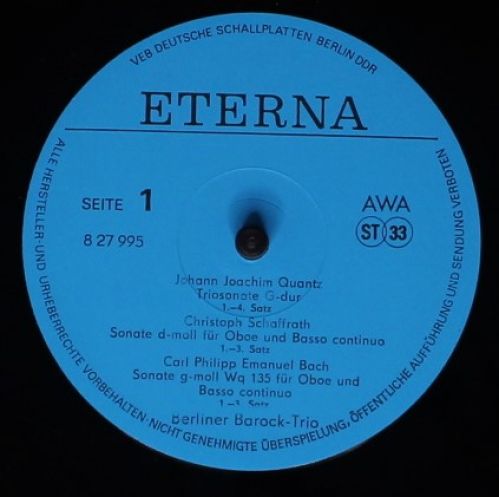 VEB DEUTSCHE SCHALLPLATTEN BERLIN DDR
ETERNA
SEITE 1
AWA
8 27 995
ST 33
Johann Joachim Quantz
Triosonate G-dur
1.—4. Satz
Christoph Schaffrath
Sonate d-moll für Oboe und Basso continuo
1.—3. Satz
Carl Philipp Emanuel Bach
Sonate g-moll Wq 135 für Oboe und
Basso continuo
1.—3. Satz
Berliner Barock-Trio
ALLE HERSTELLER- UND URHEBERRECHTE VORBEHALTEN · NICHT GENEHMIGTE ÜBERSPIELUNG, ÖFFENTLICHE AUFFÜHRUNG UND SENDUNG VERBOTEN